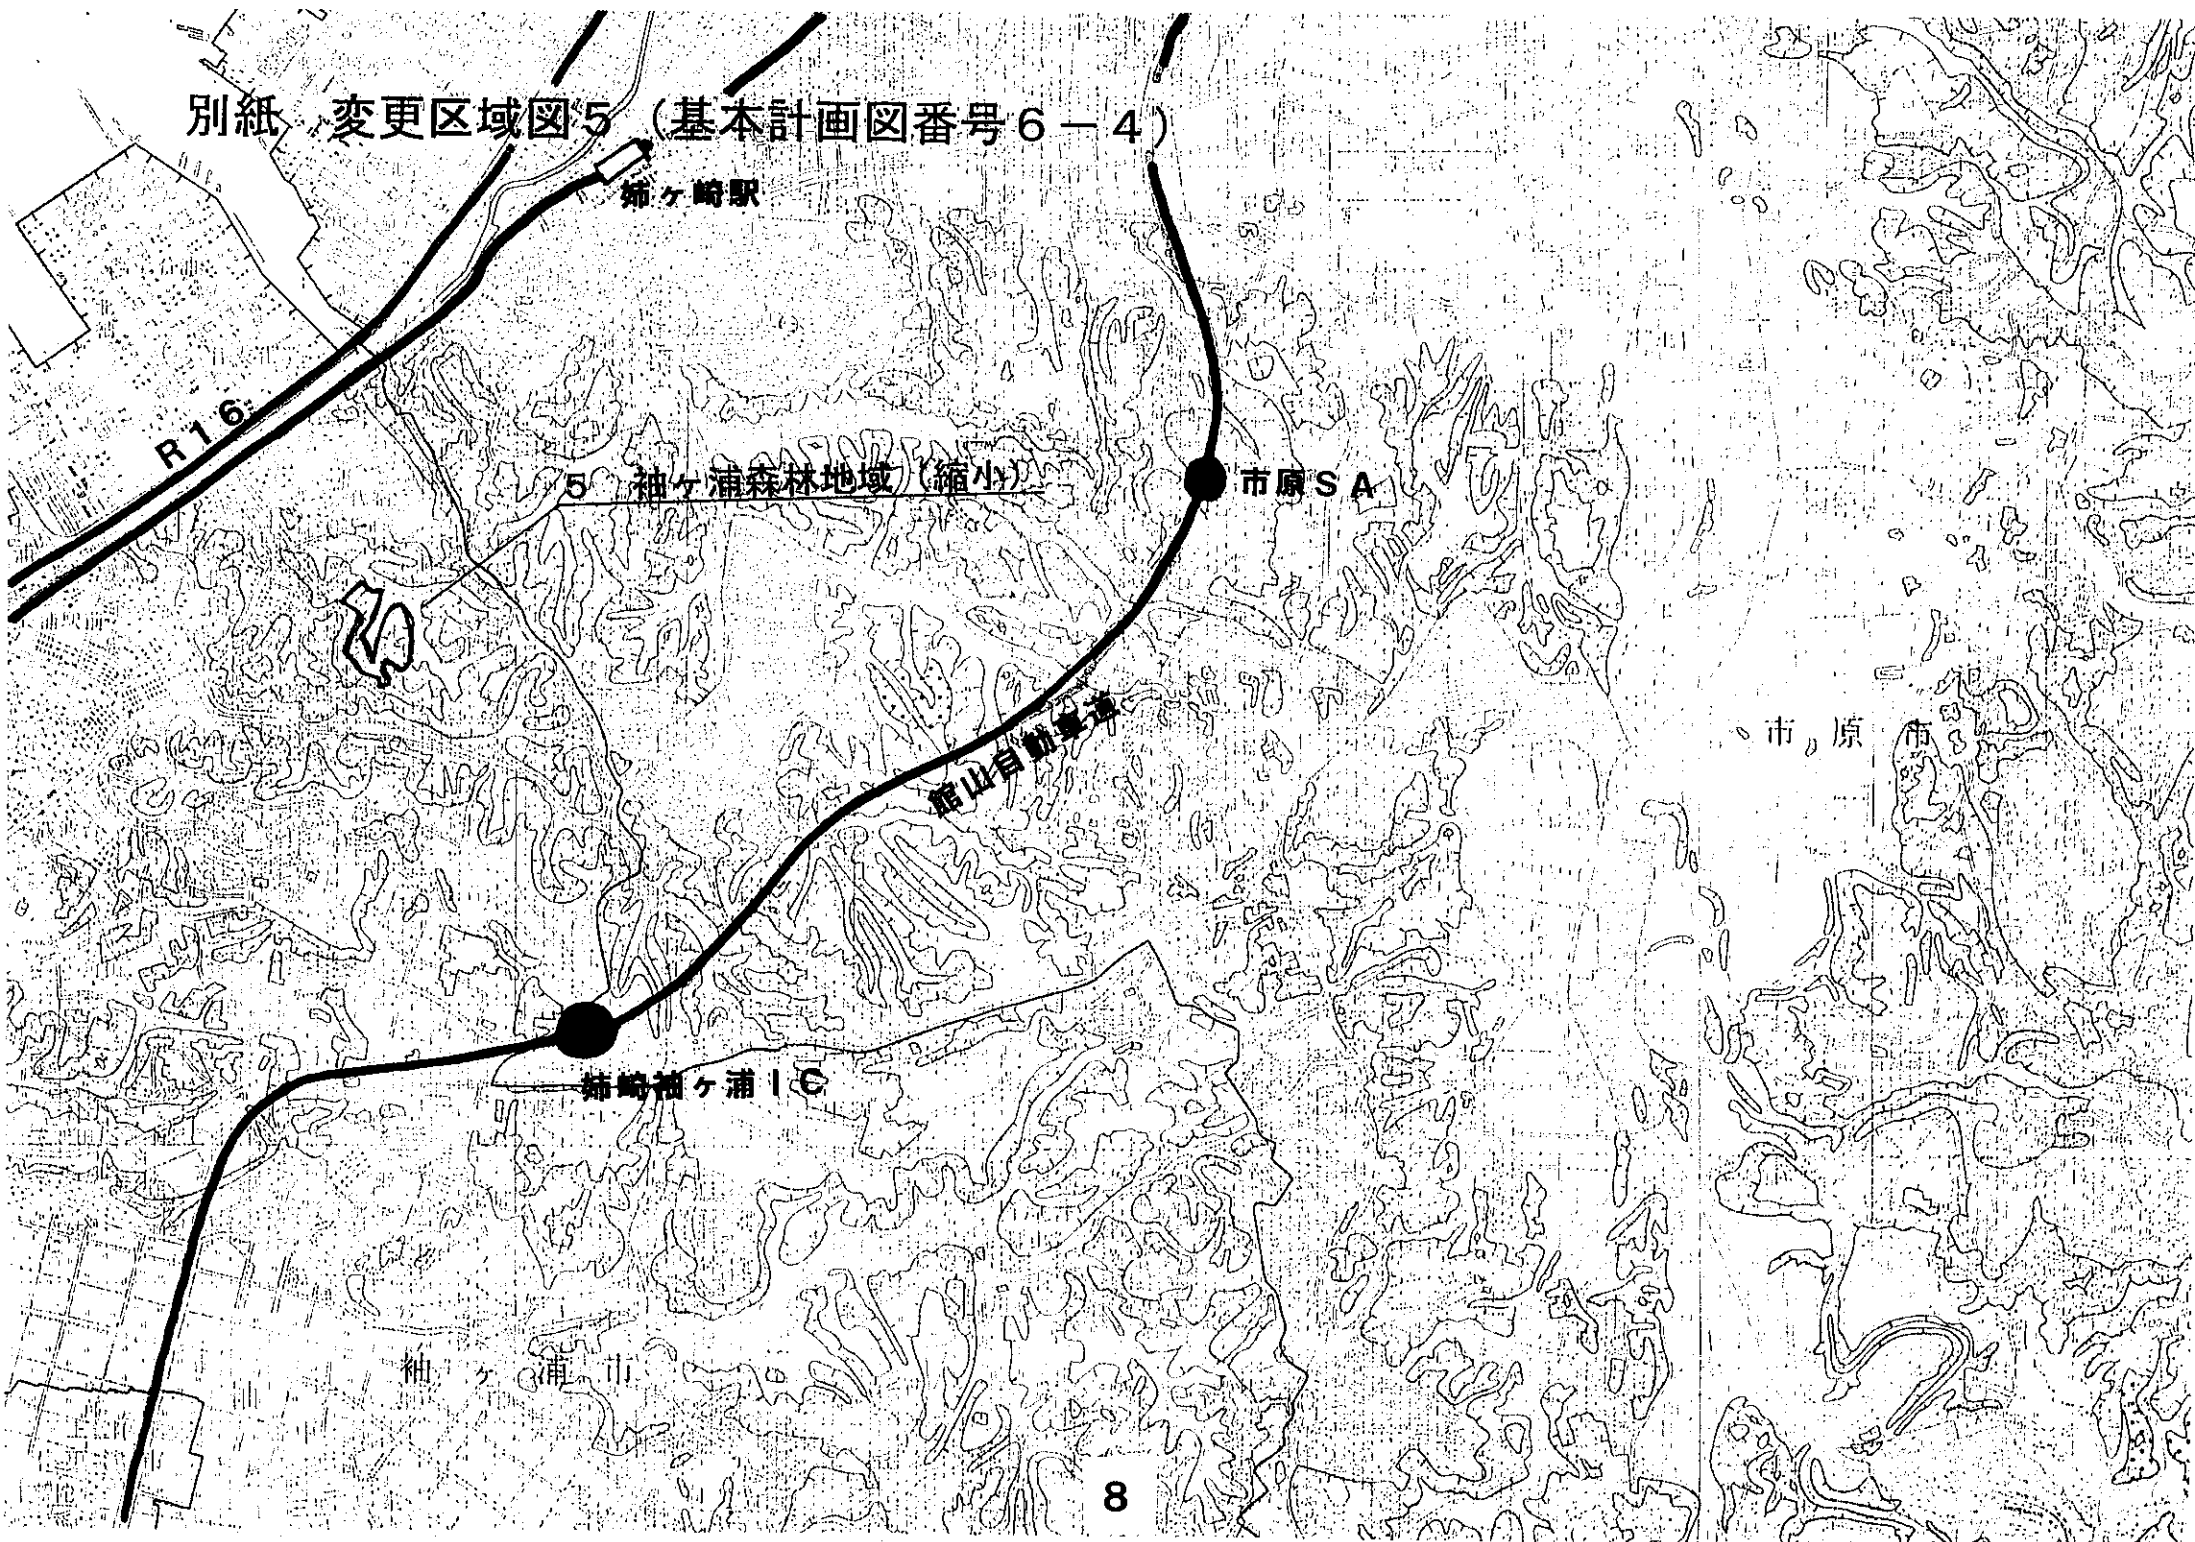 別紙　変更区域図５（基本計画図番号６－４）
姉ヶ崎駅
Ｒ１６
５　袖ヶ浦森林地域（縮小）
市原ＳＡ
館山自動車道
市原市
姉崎袖ヶ浦ＩＣ
袖ヶ浦市
8